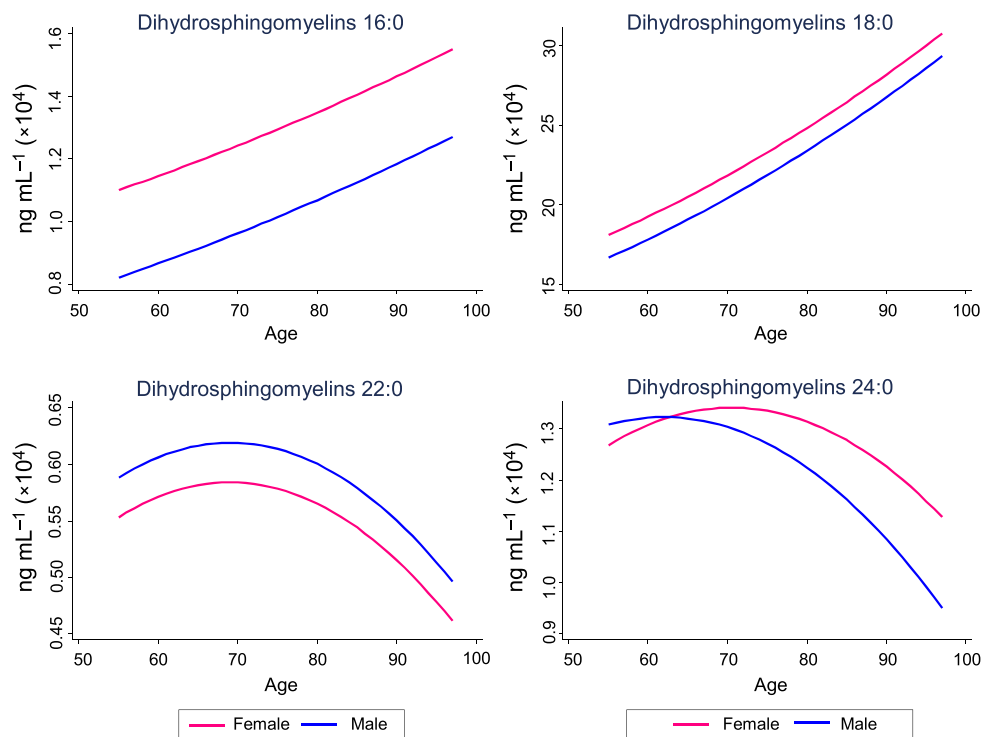 Dihydrosphingomyelins 16:0
ng mL⁻¹ (×10⁴)
1.6
1.4
1.2
1.0
0.8
50 60 70 80 90 100
Age
Dihydrosphingomyelins 18:0
ng mL⁻¹ (×10⁴)
30
25
20
15
50 60 70 80 90 100
Age
Dihydrosphingomyelins 22:0
ng mL⁻¹ (×10⁴)
0.65
0.60
0.55
0.50
0.45
50 60 70 80 90 100
Age
Female Male
Dihydrosphingomyelins 24:0
ng mL⁻¹ (×10⁴)
1.3
1.2
1.1
1.0
0.9
50 60 70 80 90 100
Age
Female Male